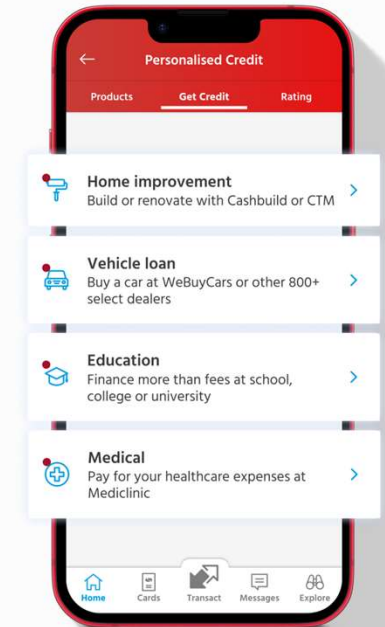 Personalised Credit
Products Get Credit Rating
Home improvement
Build or renovate with Cashbuild or CTM
Vehicle loan
Buy a car at WeBuyCars or other 800+
select dealers
Education
Finance more than fees at school,
college or university
Medical
Pay for your healthcare expenses at
Mediclinic
Home Cards Transact Messages Explore